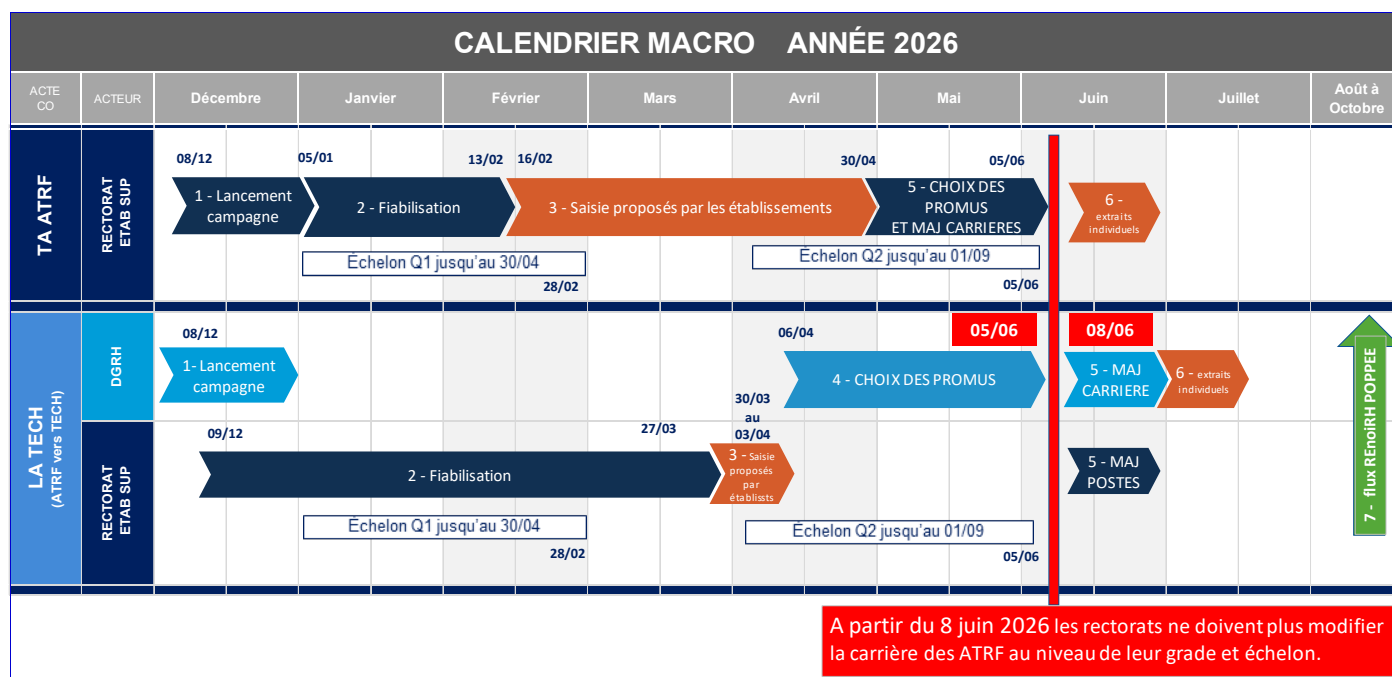 CALENDRIER MACRO ANNÉE 2026
ACTE
CO
ACTEUR
Décembre
Janvier
Février
Mars
Avril
Mai
Juin
Juillet
Août à
Octobre
TA ATRF
RECTORAT
ETAB SUP
08/12
05/01
13/02
16/02
30/04
05/06
1 - Lancement
campagne
2 - Fiabilisation
3 - Saisie proposés par les établissements
5 - CHOIX DES
PROMUS
ET MAJ CARRIERES
6 -
extraits
individuels
Échelon Q1 jusqu'au 30/04
28/02
Échelon Q2 jusqu'au 01/09
05/06
LA TECH
(ATRF vers TECH)
DGRH
08/12
06/04
05/06
08/06
1- Lancement
campagne
4 - CHOIX DES PROMUS
5 - MAJ
CARRIERE
6 - extraits
individuels
RECTORAT
ETAB SUP
09/12
27/03
30/03
au
03/04
2 - Fiabilisation
3 - Saisie
proposés
par
établissts
5 - MAJ
POSTES
Échelon Q1 jusqu'au 30/04
28/02
Échelon Q2 jusqu'au 01/09
05/06
7 - flux REnoiRH POPPEE
A partir du 8 juin 2026 les rectorats ne doivent plus modifier
la carrière des ATRF au niveau de leur grade et échelon.